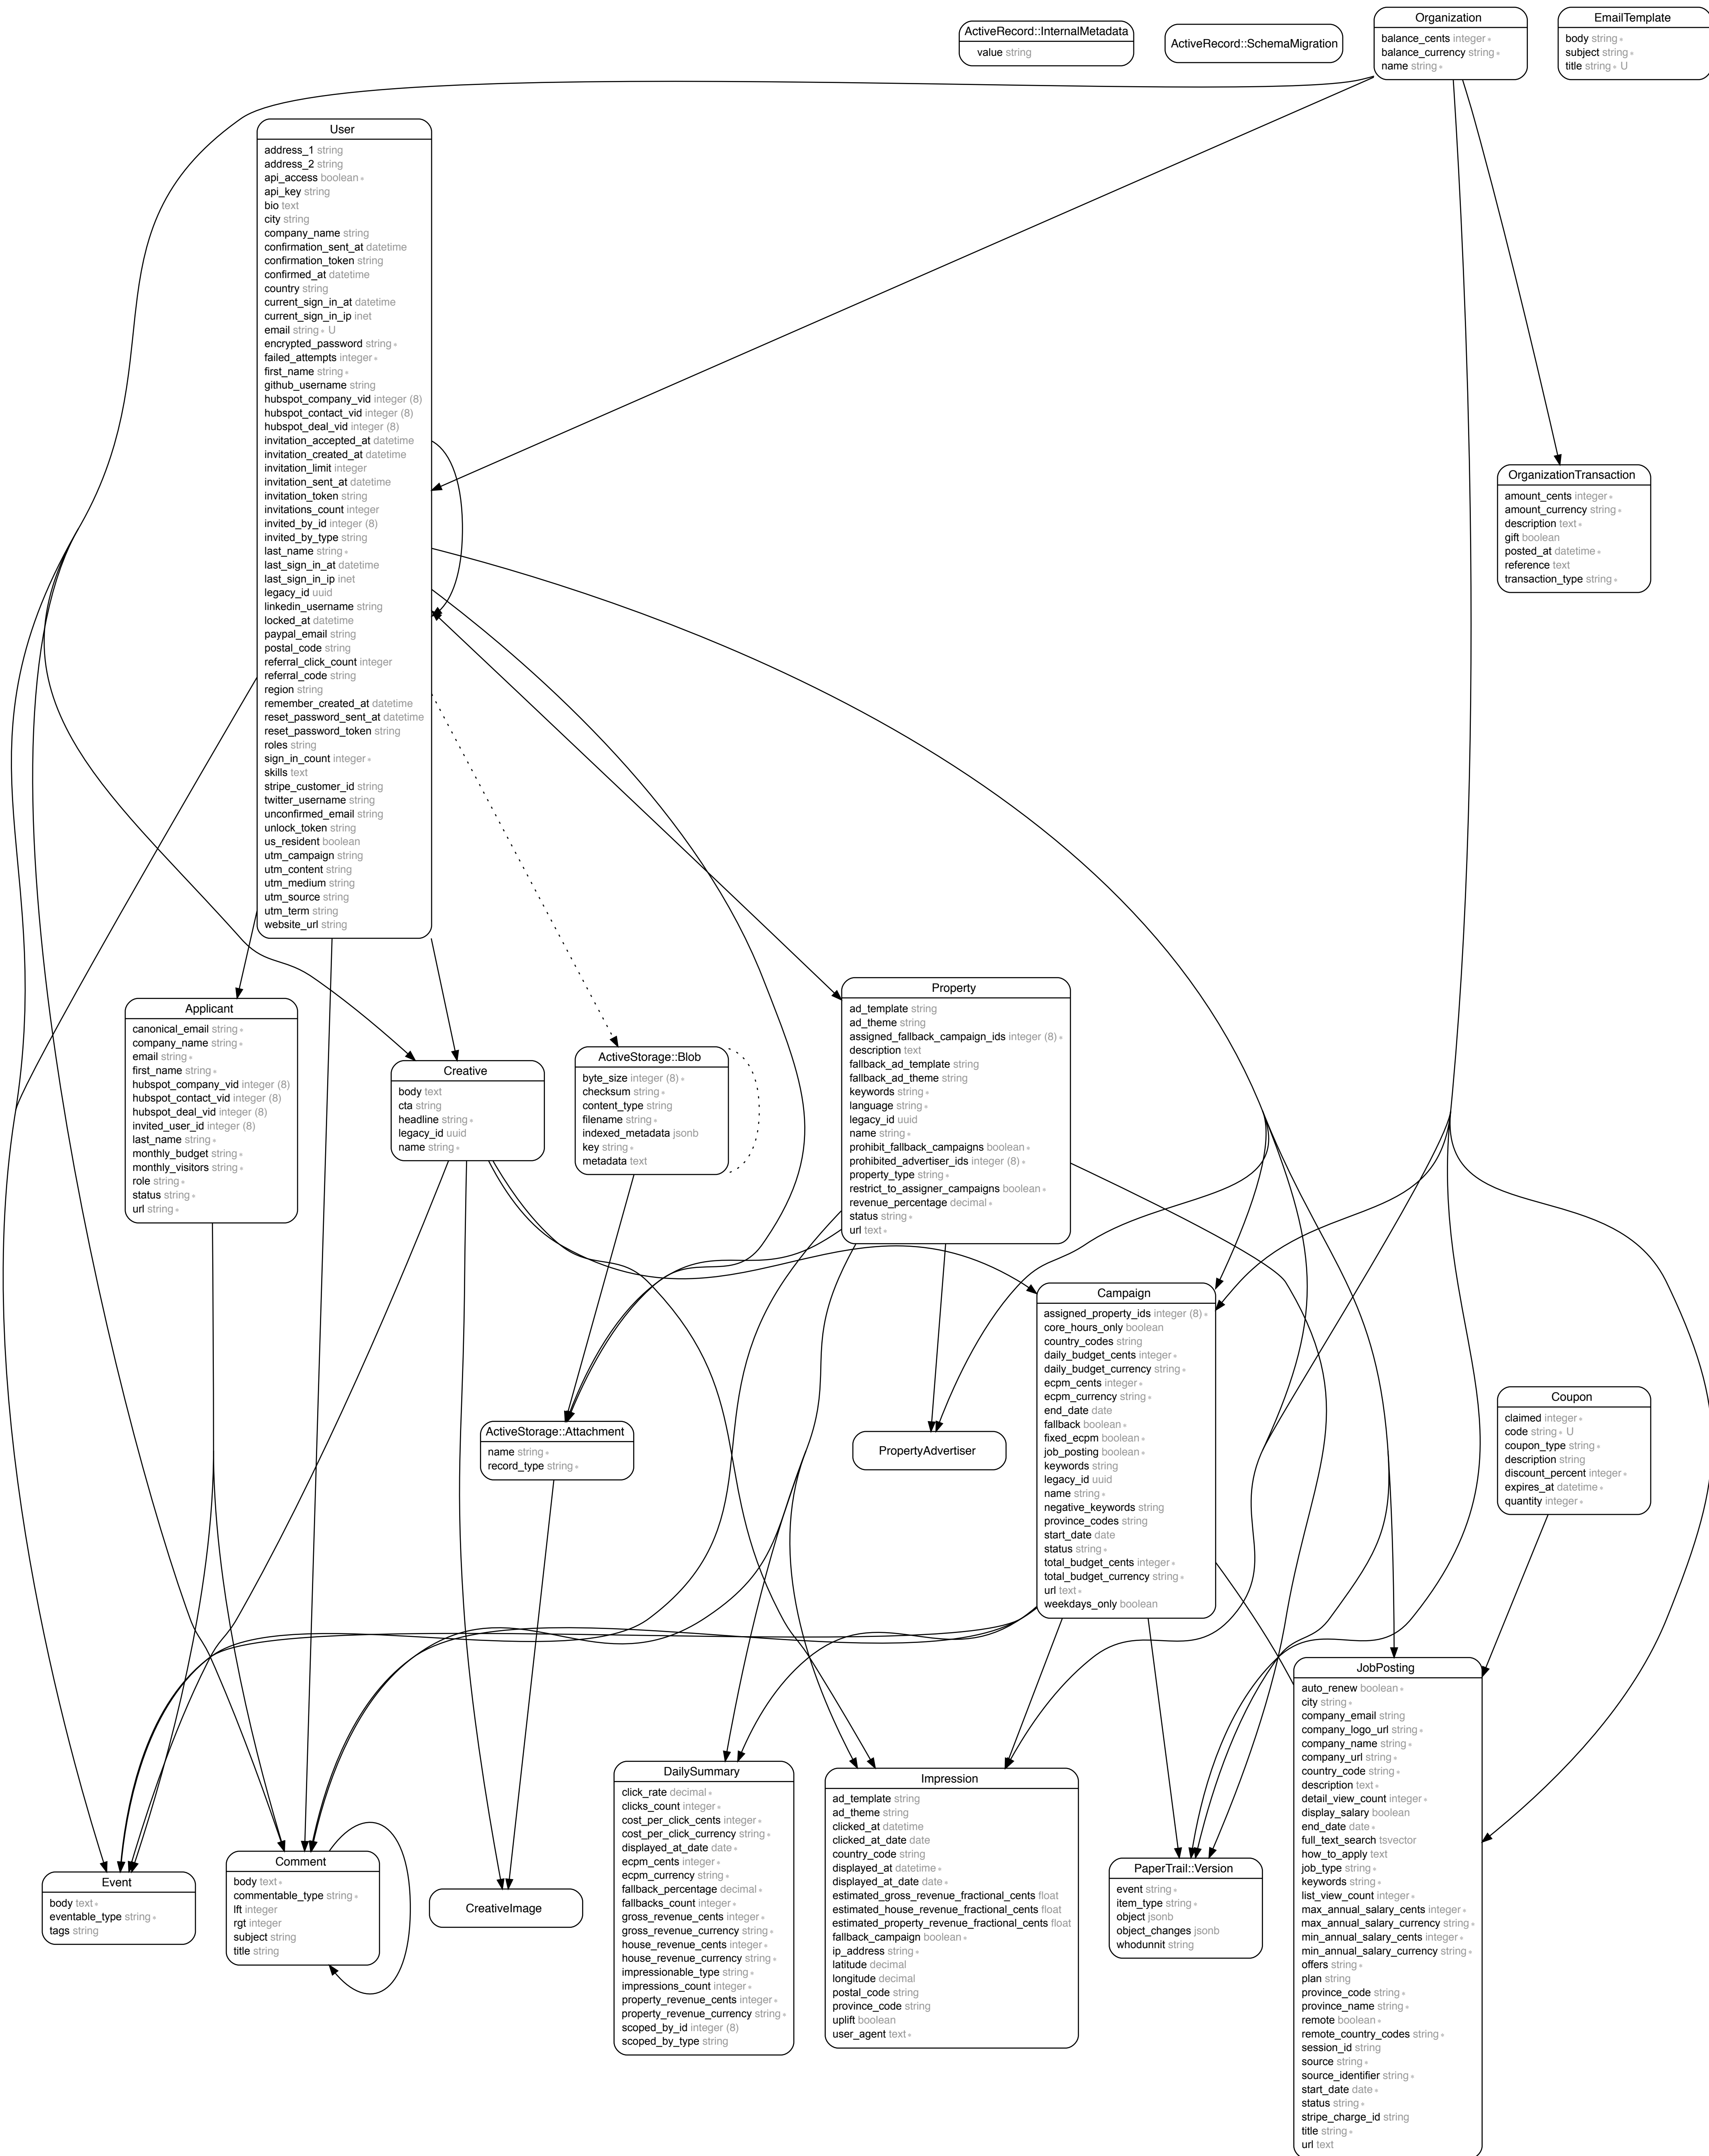 ActiveRecord::InternalMetadata
value string
ActiveRecord::SchemaMigration
Organization
balance_cents integer ∗
balance_currency string ∗
name string ∗
EmailTemplate
body string ∗
subject string ∗
title string ∗ U
User
address_1 string
address_2 string
api_access boolean ∗
api_key string
bio text
city string
company_name string
confirmation_sent_at datetime
confirmation_token string
confirmed_at datetime
country string
current_sign_in_at datetime
current_sign_in_ip inet
email string ∗ U
encrypted_password string ∗
failed_attempts integer ∗
first_name string ∗
github_username string
hubspot_company_vid integer (8)
hubspot_contact_vid integer (8)
hubspot_deal_vid integer (8)
invitation_accepted_at datetime
invitation_created_at datetime
invitation_limit integer
invitation_sent_at datetime
invitation_token string
invitations_count integer
invited_by_id integer (8)
invited_by_type string
last_name string ∗
last_sign_in_at datetime
last_sign_in_ip inet
legacy_id uuid
linkedin_username string
locked_at datetime
paypal_email string
postal_code string
referral_click_count integer
referral_code string
region string
remember_created_at datetime
reset_password_sent_at datetime
reset_password_token string
roles string
sign_in_count integer ∗
skills text
stripe_customer_id string
twitter_username string
unconfirmed_email string
unlock_token string
us_resident boolean
utm_campaign string
utm_content string
utm_medium string
utm_source string
utm_term string
website_url string
OrganizationTransaction
amount_cents integer ∗
amount_currency string ∗
description text ∗
gift boolean
posted_at datetime ∗
reference text
transaction_type string ∗
Applicant
canonical_email string ∗
company_name string ∗
email string ∗
first_name string ∗
hubspot_company_vid integer (8)
hubspot_contact_vid integer (8)
hubspot_deal_vid integer (8)
invited_user_id integer (8)
last_name string ∗
monthly_budget string ∗
monthly_visitors string ∗
role string ∗
status string ∗
url string ∗
Creative
body text
cta string
headline string ∗
legacy_id uuid
name string ∗
ActiveStorage::Blob
byte_size integer (8) ∗
checksum string ∗
content_type string
filename string ∗
indexed_metadata jsonb
key string ∗
metadata text
Property
ad_template string
ad_theme string
assigned_fallback_campaign_ids integer (8) ∗
description text
fallback_ad_template string
fallback_ad_theme string
keywords string ∗
language string ∗
legacy_id uuid
name string ∗
prohibit_fallback_campaigns boolean ∗
prohibited_advertiser_ids integer (8) ∗
property_type string ∗
restrict_to_assigner_campaigns boolean ∗
revenue_percentage decimal ∗
status string ∗
url text ∗
Campaign
assigned_property_ids integer (8) ∗
core_hours_only boolean
country_codes string
daily_budget_cents integer ∗
daily_budget_currency string ∗
ecpm_cents integer ∗
ecpm_currency string ∗
end_date date
fallback boolean ∗
fixed_ecpm boolean ∗
job_posting boolean ∗
keywords string
legacy_id uuid
name string ∗
negative_keywords string
province_codes string
start_date date
status string ∗
total_budget_cents integer ∗
total_budget_currency string ∗
url text ∗
weekdays_only boolean
Coupon
claimed integer ∗
code string ∗ U
coupon_type string ∗
description string
discount_percent integer ∗
expires_at datetime ∗
quantity integer ∗
ActiveStorage::Attachment
name string ∗
record_type string ∗
PropertyAdvertiser
JobPosting
auto_renew boolean ∗
city string ∗
company_email string
company_logo_url string ∗
company_name string ∗
company_url string ∗
country_code string ∗
description text ∗
detail_view_count integer ∗
display_salary boolean
end_date date ∗
full_text_search tsvector
how_to_apply text
job_type string ∗
keywords string ∗
list_view_count integer ∗
max_annual_salary_cents integer ∗
max_annual_salary_currency string ∗
min_annual_salary_cents integer ∗
min_annual_salary_currency string ∗
offers string ∗
plan string
province_code string ∗
province_name string ∗
remote boolean ∗
remote_country_codes string ∗
session_id string
source string ∗
source_identifier string ∗
start_date date ∗
status string ∗
stripe_charge_id string
title string ∗
url text
DailySummary
click_rate decimal ∗
clicks_count integer ∗
cost_per_click_cents integer ∗
cost_per_click_currency string ∗
displayed_at_date date ∗
ecpm_cents integer ∗
ecpm_currency string ∗
fallback_percentage decimal ∗
fallbacks_count integer ∗
gross_revenue_cents integer ∗
gross_revenue_currency string ∗
house_revenue_cents integer ∗
house_revenue_currency string ∗
impressionable_type string ∗
impressions_count integer ∗
property_revenue_cents integer ∗
property_revenue_currency string ∗
scoped_by_id integer (8)
scoped_by_type string
Impression
ad_template string
ad_theme string
clicked_at datetime
clicked_at_date date
country_code string
displayed_at datetime ∗
displayed_at_date date ∗
estimated_gross_revenue_fractional_cents float
estimated_house_revenue_fractional_cents float
estimated_property_revenue_fractional_cents float
fallback_campaign boolean ∗
ip_address string ∗
latitude decimal
longitude decimal
postal_code string
province_code string
uplift boolean
user_agent text ∗
PaperTrail::Version
event string ∗
item_type string ∗
object jsonb
object_changes jsonb
whodunnit string
Event
body text ∗
eventable_type string ∗
tags string
Comment
body text ∗
commentable_type string ∗
lft integer
rgt integer
subject string
title string
CreativeImage